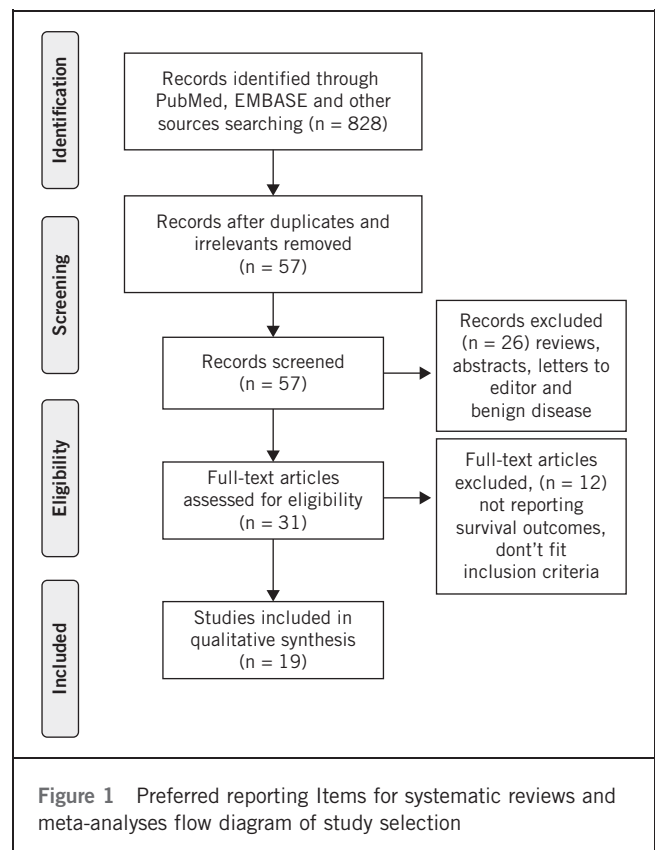 Identification
Records identified through
PubMed, EMBASE and other
sources searching (n = 828)
Screening
Records after duplicates and
irrelevants removed
(n = 57)
Records screened
(n = 57)
Records excluded
(n = 26) reviews,
abstracts, letters to
editor and
benign disease
Eligibility
Full-text articles
assessed for eligibility
(n = 31)
Full-text articles
excluded, (n = 12)
not reporting
survival outcomes,
dont't fit
inclusion criteria
Included
Studies included in
qualitative synthesis
(n = 19)
Figure 1 Preferred reporting Items for systematic reviews and
meta-analyses flow diagram of study selection